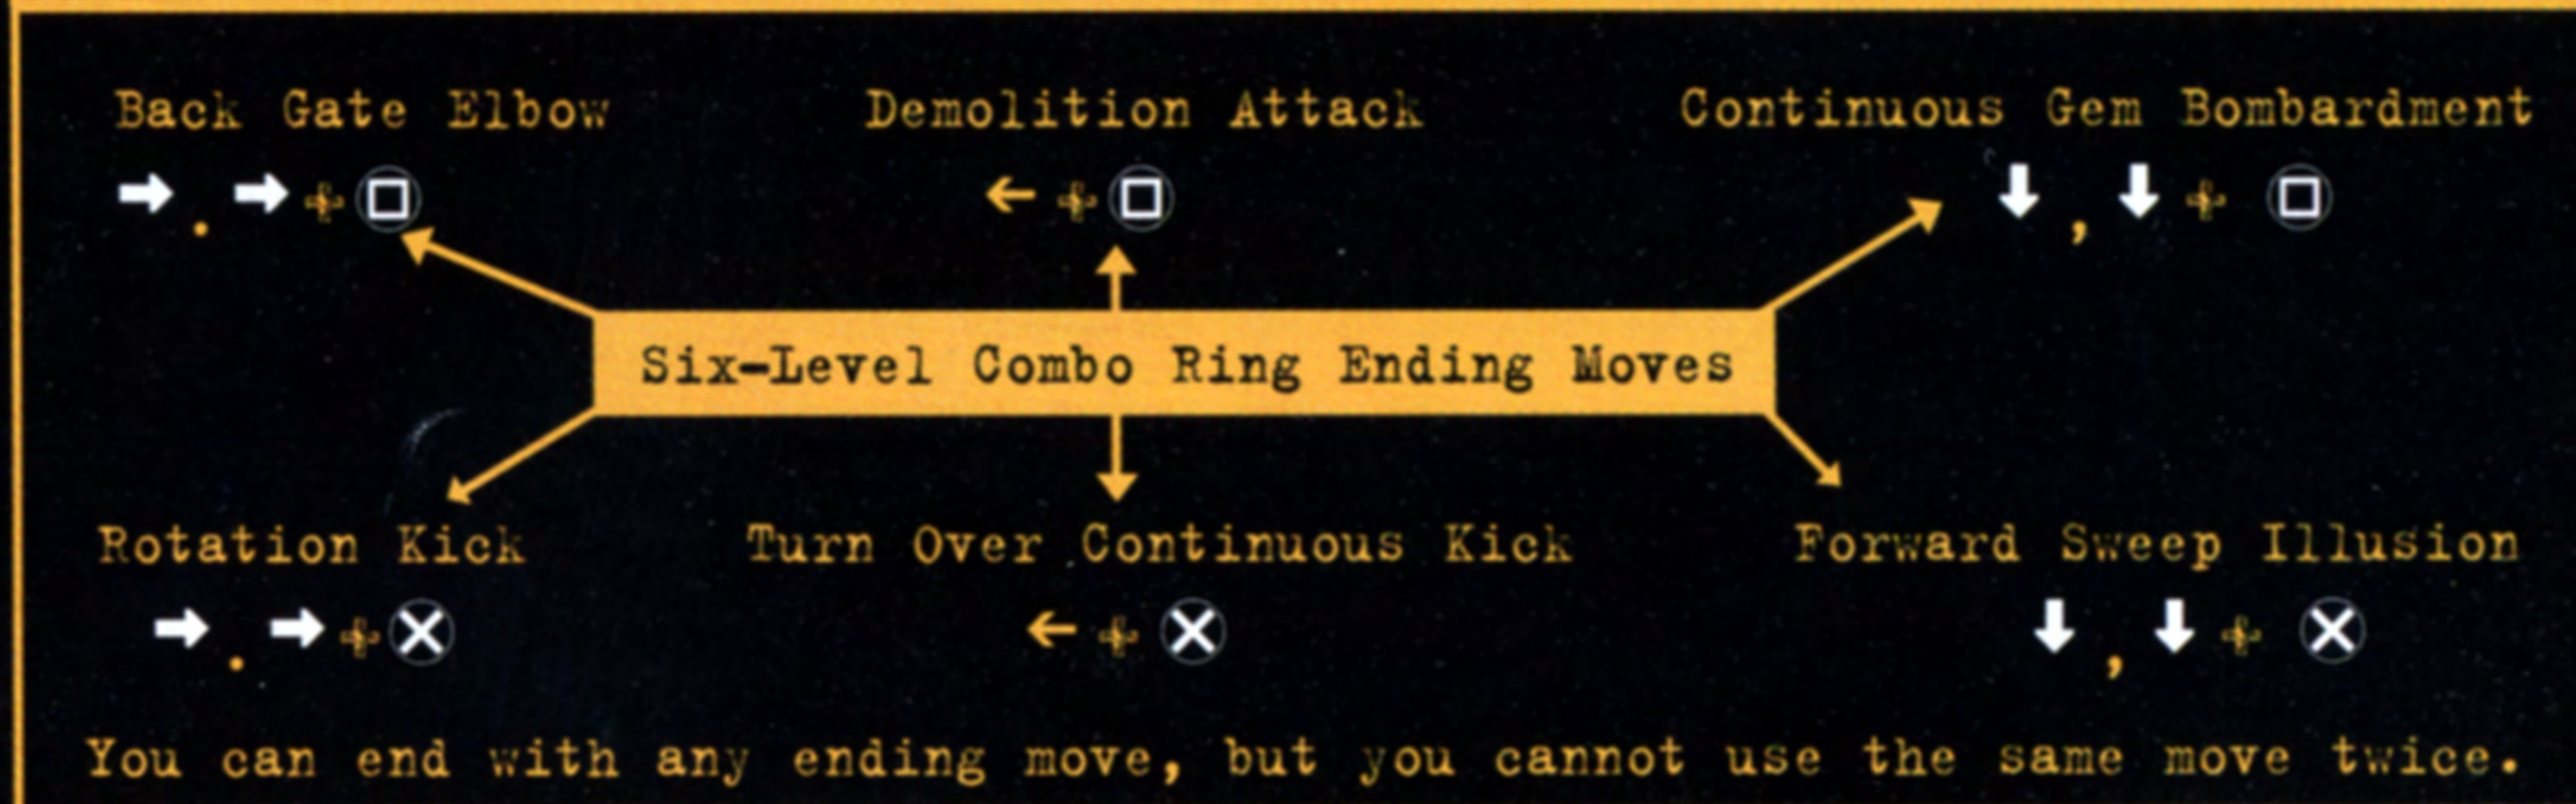 Back Gate Elbow
Demolition Attack
Continuous Gem Bombardment
➡ . ➡ + □
← + □
⬇ , ⬇ + □
Six-Level Combo Ring Ending Moves
Rotation Kick
Turn Over Continuous Kick
Forward Sweep Illusion
➡ . ➡ + ✕
← + ✕
⬇ , ⬇ + ✕
You can end with any ending move, but you cannot use the same move twice.